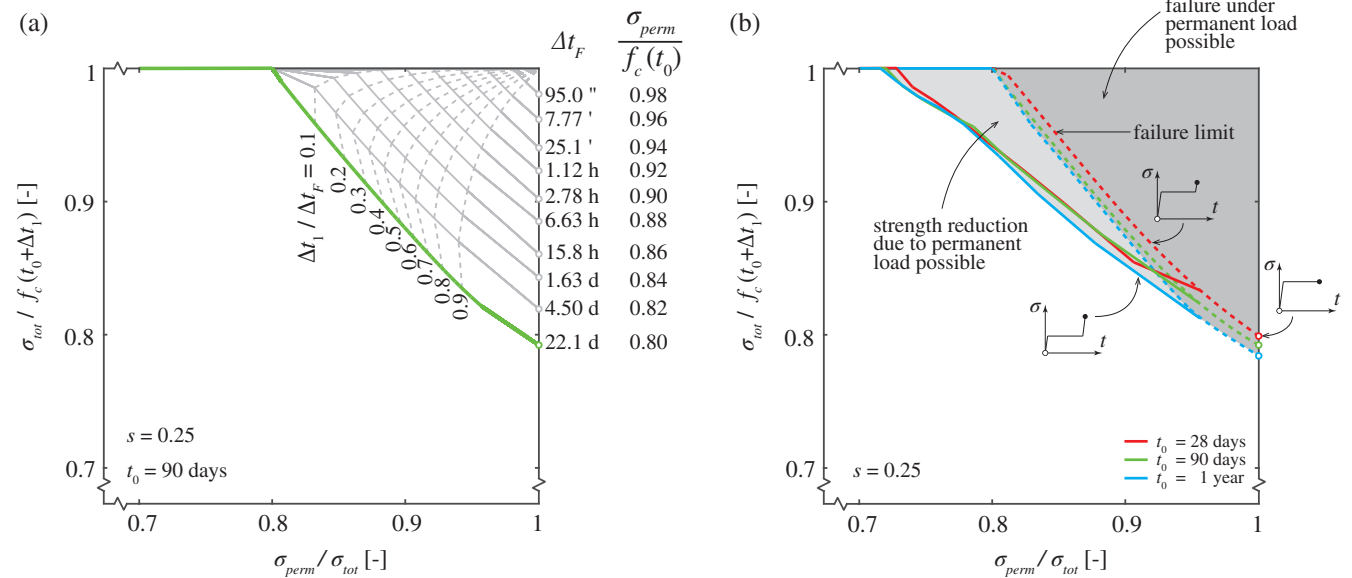 (a)
Δt_F
σ_perm
f_c(t_0)
95.0 " 0.98
7.77 ' 0.96
25.1 ' 0.94
1.12 h 0.92
2.78 h 0.90
6.63 h 0.88
15.8 h 0.86
1.63 d 0.84
4.50 d 0.82
22.1 d 0.80
σ_tot / f_c(t_0+Δt_1) [-]
1
0.9
0.8
0.7
Δt_1 / Δt_F = 0.1
0.2
0.3
0.4
0.5
0.6
0.7
0.8
0.9
s = 0.25
t_0 = 90 days
0.7
0.8
0.9
1
σ_perm / σ_tot [-]
(b)
failure under
permanent load
possible
failure limit
strength reduction
due to permanent
load possible
σ
t
σ
t
σ
t
σ_tot / f_c(t_0+Δt_1) [-]
1
0.9
0.8
0.7
s = 0.25
t_0 = 28 days
t_0 = 90 days
t_0 = 1 year
0.7
0.8
0.9
1
σ_perm / σ_tot [-]